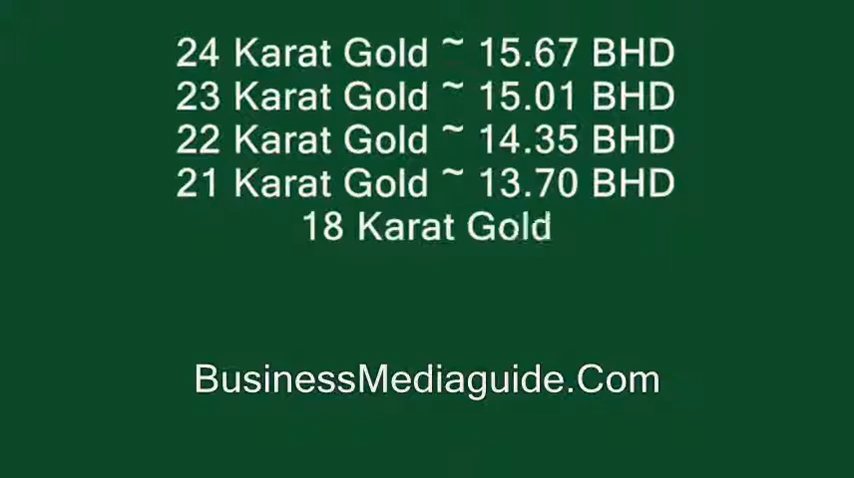 24 Karat Gold ~ 15.67 BHD
23 Karat Gold ~ 15.01 BHD
22 Karat Gold ~ 14.35 BHD
21 Karat Gold ~ 13.70 BHD
18 Karat Gold
BusinessMediaguide.Com